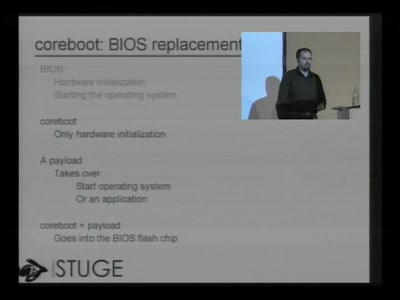 coreboot: BIOS replacement
BIOS:
Hardware initialization
Starting the operating system
coreboot
Only hardware initialization
A payload
Takes over
Start operating system
Or an application
coreboot + payload
Goes into the BIOS flash chip
STUGE